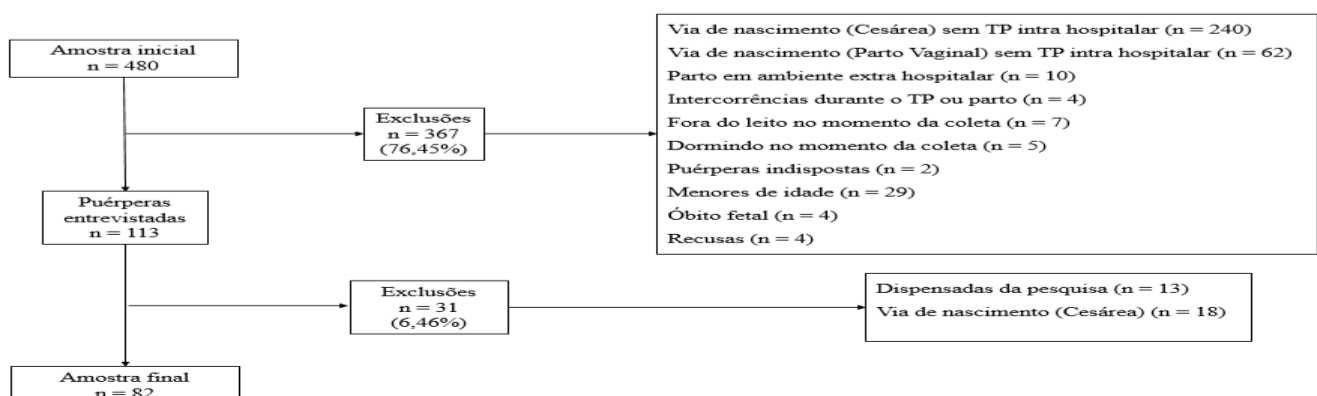 Amostra inicial
n = 480
Exclusões
n = 367
(76,45%)
Via de nascimento (Cesárea) sem TP intra hospitalar (n = 240)
Via de nascimento (Parto Vaginal) sem TP intra hospitalar (n = 62)
Parto em ambiente extra hospitalar (n = 10)
Intercorrências durante o TP ou parto (n = 4)
Fora do leito no momento da coleta (n = 7)
Dormindo no momento da coleta (n = 5)
Puérperas indispostas (n = 2)
Menores de idade (n = 29)
Óbito fetal (n = 4)
Recusas (n = 4)
Puérperas
entrevistadas
n = 113
Exclusões
n = 31
(6,46%)
Dispensadas da pesquisa (n = 13)
Via de nascimento (Cesárea) (n = 18)
Amostra final
n = 82